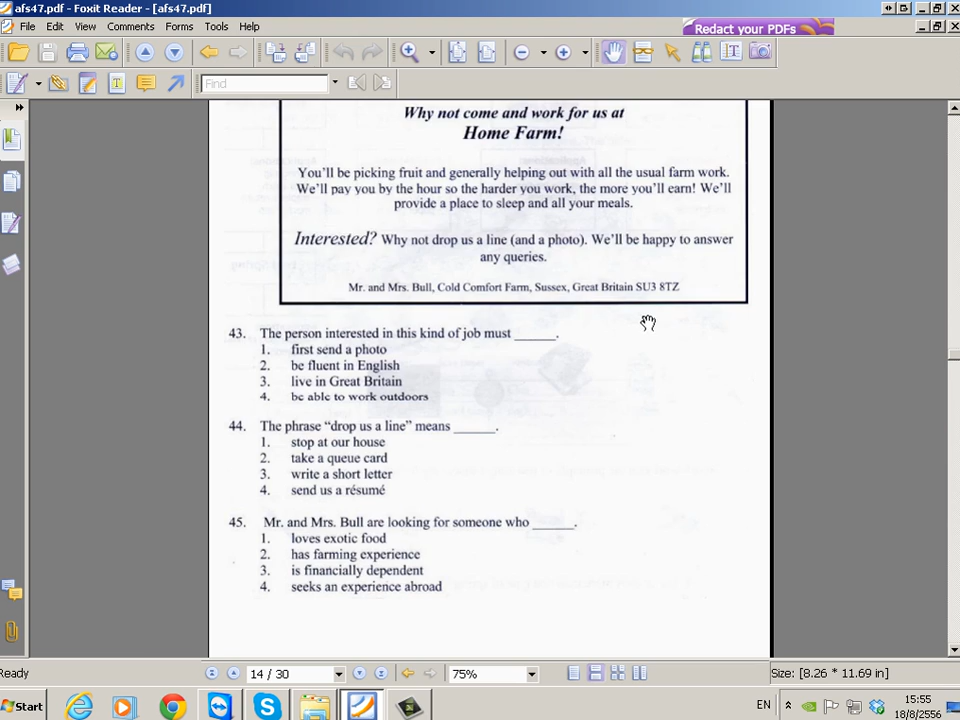 afs47.pdf - Foxit Reader - [afs47.pdf]
File Edit View Comments Forms Tools Help
Redact your PDFs
Find
Why not come and work for us at
Home Farm!
You'll be picking fruit and generally helping out with all the usual farm work.
We'll pay you by the hour so the harder you work, the more you'll earn! We'll
provide a place to sleep and all your meals.
Interested? Why not drop us a line (and a photo). We'll be happy to answer
any queries.
Mr. and Mrs. Bull, Cold Comfort Farm, Sussex, Great Britain SU3 8TZ
43. The person interested in this kind of job must ______.
1. first send a photo
2. be fluent in English
3. live in Great Britain
4. be able to work outdoors
44. The phrase “drop us a line” means ______.
1. stop at our house
2. take a queue card
3. write a short letter
4. send us a résumé
45. Mr. and Mrs. Bull are looking for someone who ______.
1. loves exotic food
2. has farming experience
3. is financially dependent
4. seeks an experience abroad
Ready 14 / 30 75% Size: [8.26 * 11.69 in]
Start EN 15:55
18/8/2556